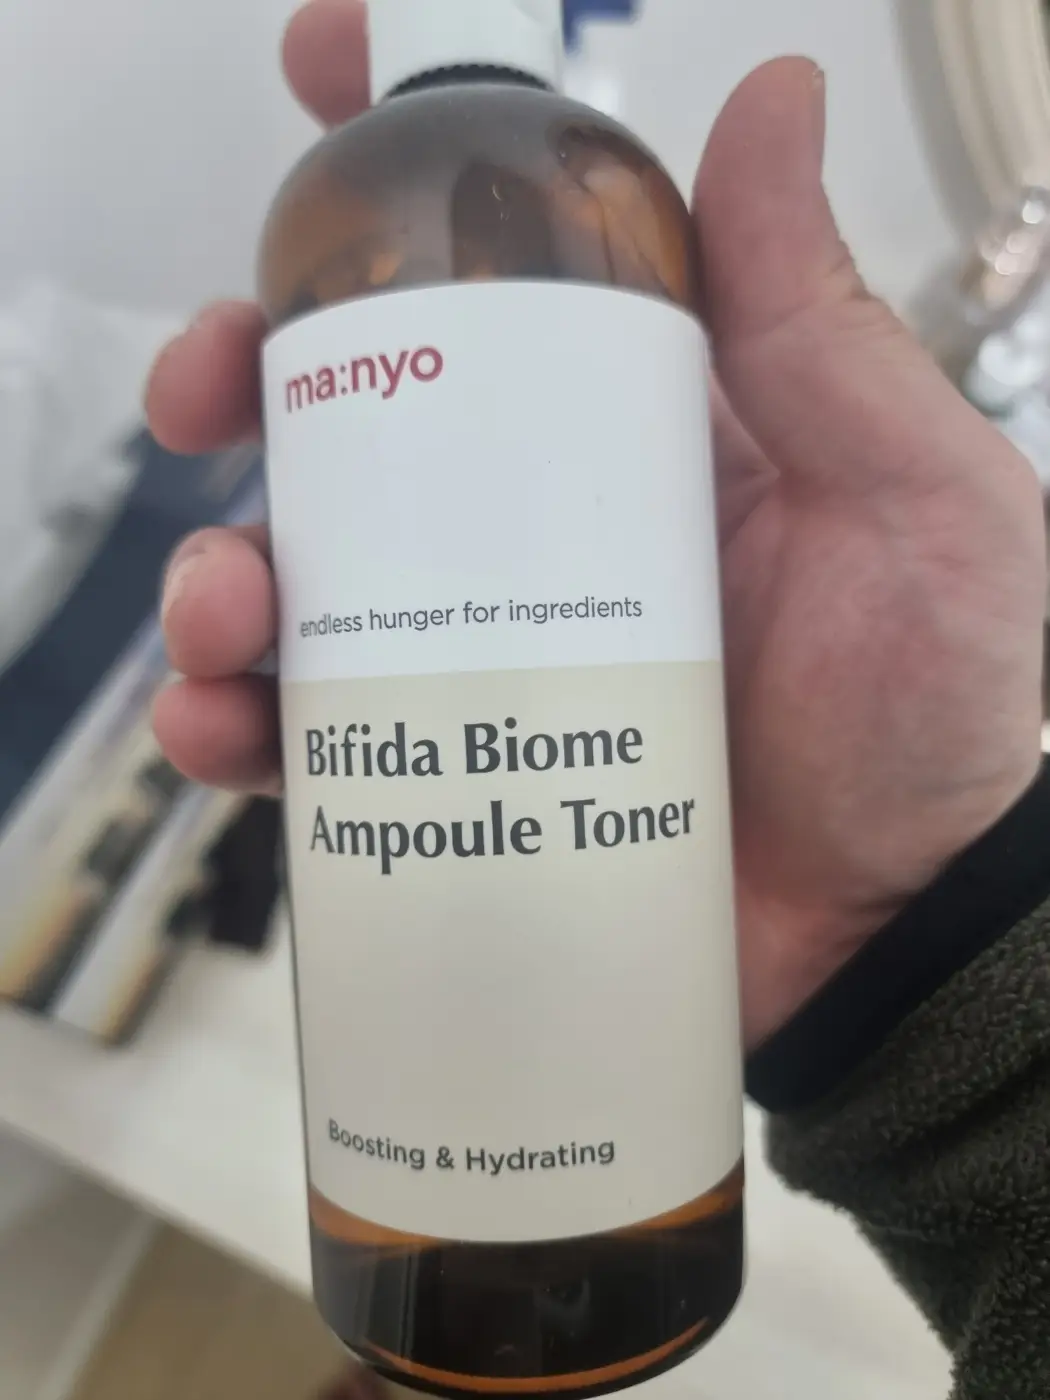 ma:nyo
endless hunger for ingredients
Bifida Biome
Ampoule Toner
Boosting & Hydrating